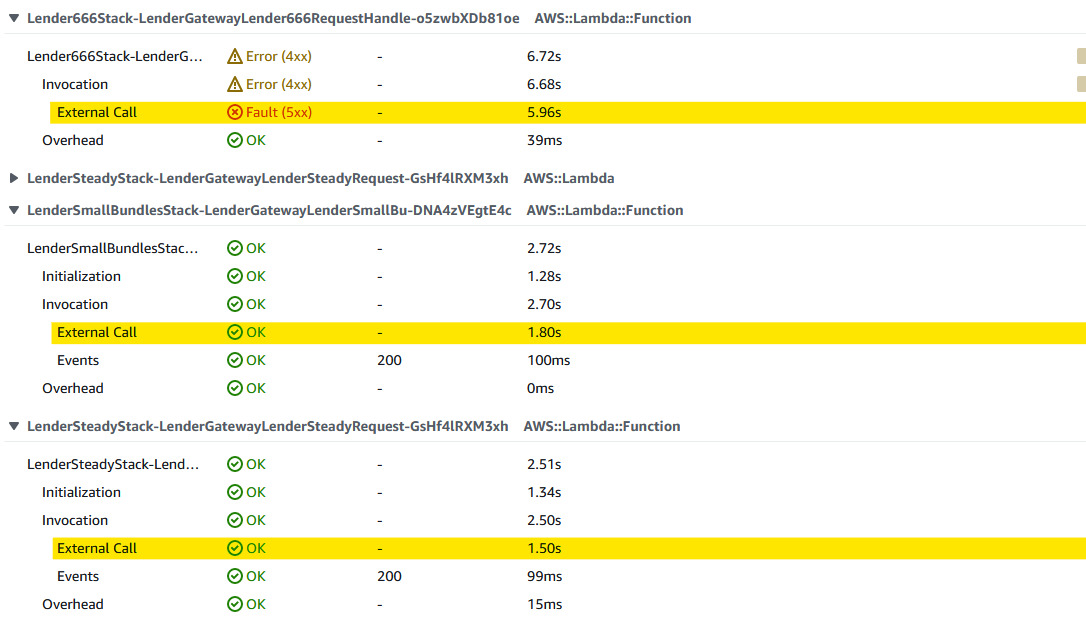 Lender666Stack-LenderGatewayLender666RequestHandle-o5zwbXDb81oe AWS::Lambda::Function
Lender666Stack-LenderG... Error (4xx) - 6.72s
Invocation Error (4xx) - 6.68s
External Call Fault (5xx) - 5.96s
Overhead OK - 39ms
LenderSteadyStack-LenderGatewayLenderSteadyRequest-GsHf4lRXM3xh AWS::Lambda
LenderSmallBundlesStack-LenderGatewayLenderSmallBu-DNA4zVEgtE4c AWS::Lambda::Function
LenderSmallBundlesStac... OK - 2.72s
Initialization OK - 1.28s
Invocation OK - 2.70s
External Call OK - 1.80s
Events OK 200 100ms
Overhead OK - 0ms
LenderSteadyStack-LenderGatewayLenderSteadyRequest-GsHf4lRXM3xh AWS::Lambda::Function
LenderSteadyStack-Lend... OK - 2.51s
Initialization OK - 1.34s
Invocation OK - 2.50s
External Call OK - 1.50s
Events OK 200 99ms
Overhead OK - 15ms